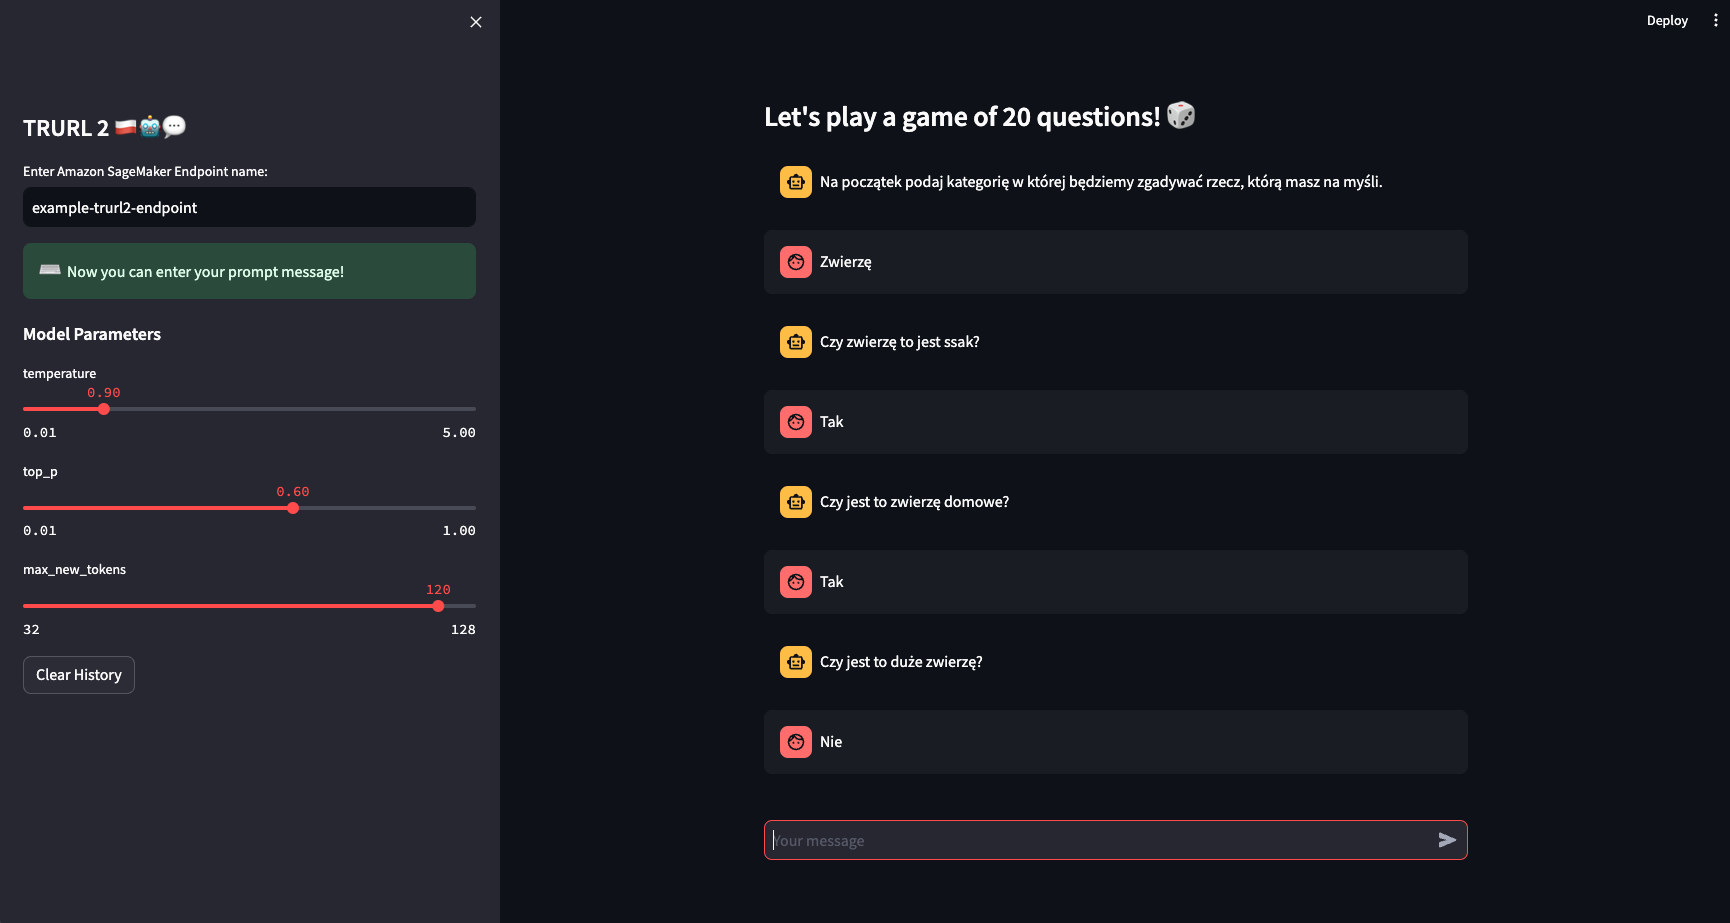 TRURL 2 🇵🇱🤖💬
Enter Amazon SageMaker Endpoint name:
example-trurl2-endpoint
⌨️ Now you can enter your prompt message!
Model Parameters
temperature
0.90
0.01 5.00
top_p
0.60
0.01 1.00
max_new_tokens
120
32 128
Clear History
Deploy
Let's play a game of 20 questions! 🎲
Na początek podaj kategorię w której będziemy zgadywać rzecz, którą masz na myśli.
Zwierzę
Czy zwierzę to jest ssak?
Tak
Czy jest to zwierzę domowe?
Tak
Czy jest to duże zwierzę?
Nie
Your message